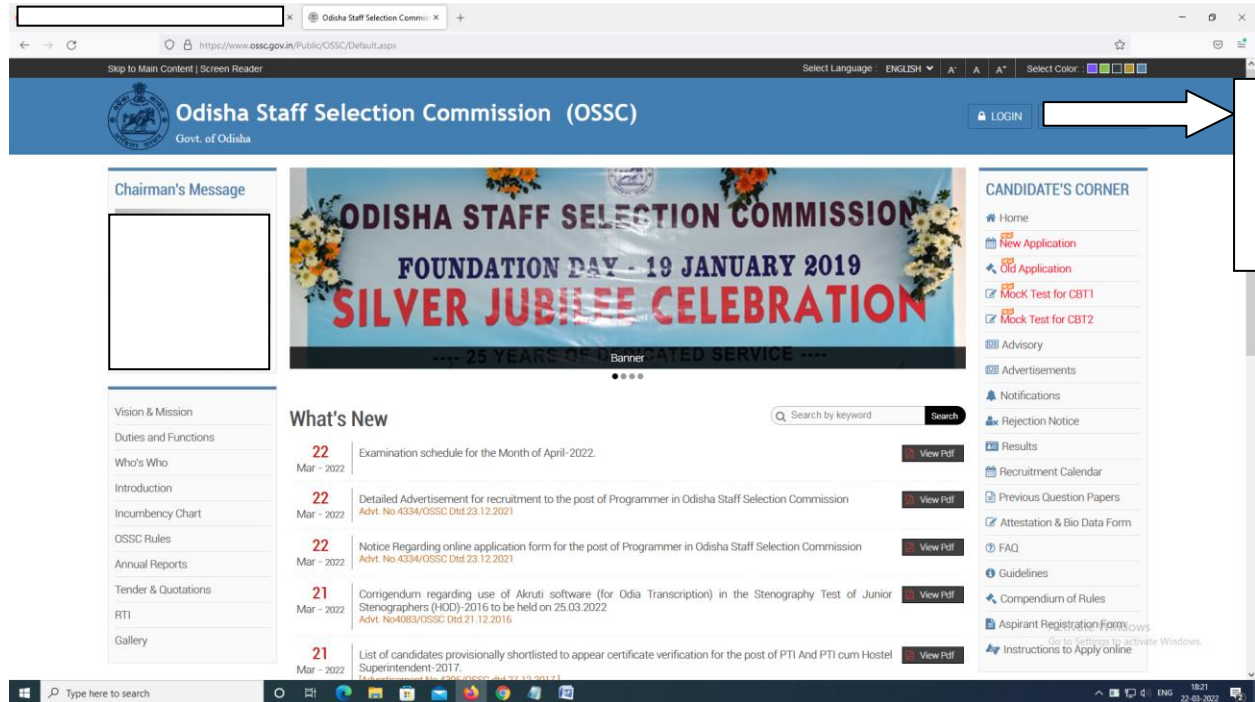 Odisha Staff Selection Commis
https://www.ossc.gov.in/Public/OSSC/Default.aspx
Skip to Main Content | Screen Reader
Select Language : ENGLISH A- A A+ Select Color :
Odisha Staff Selection Commission (OSSC)
Govt. of Odisha
LOGIN
Chairman's Message
ODISHA STAFF SELECTION COMMISSION
FOUNDATION DAY - 19 JANUARY 2019
SILVER JUBILEE CELEBRATION
---- 25 YEARS OF DEDICATED SERVICE ----
Banner
Vision & Mission
Duties and Functions
Who's Who
Introduction
Incumbency Chart
OSSC Rules
Annual Reports
Tender & Quotations
RTI
Gallery
What's New
Search by keyword Search
22 Mar - 2022
Examination schedule for the Month of April-2022.
View Pdf
22 Mar - 2022
Detailed Advertisement for recruitment to the post of Programmer in Odisha Staff Selection Commission
Advt. No.4334/OSSC Dtd.23.12.2021
View Pdf
22 Mar - 2022
Notice Regarding online application form for the post of Programmer in Odisha Staff Selection Commission
Advt. No.4334/OSSC Dtd.23.12.2021
View Pdf
21 Mar - 2022
Corrigendum regarding use of Akruti software (for Odia Transcription) in the Stenography Test of Junior
Stenographers (HOD)-2016 to be held on 25.03.2022
Advt. No4083/OSSC Dtd.21.12.2016
View Pdf
21 Mar - 2022
List of candidates provisionally shortlisted to appear certificate verification for the post of PTI And PTI cum Hostel
Superintendent-2017.
[Advertisement No.4395/OSSC dtd.27.12.2017 ]
View Pdf
CANDIDATE'S CORNER
Home
New Application
Old Application
MocK Test for CBT1
Mock Test for CBT2
Advisory
Advertisements
Notifications
Rejection Notice
Results
Recruitment Calendar
Previous Question Papers
Attestation & Bio Data Form
FAQ
Guidelines
Compendium of Rules
Aspirant Registration Form
Instructions to Apply online
Go to Settings to activate Windows.
Type here to search
ENG
18:21
22-03-2022